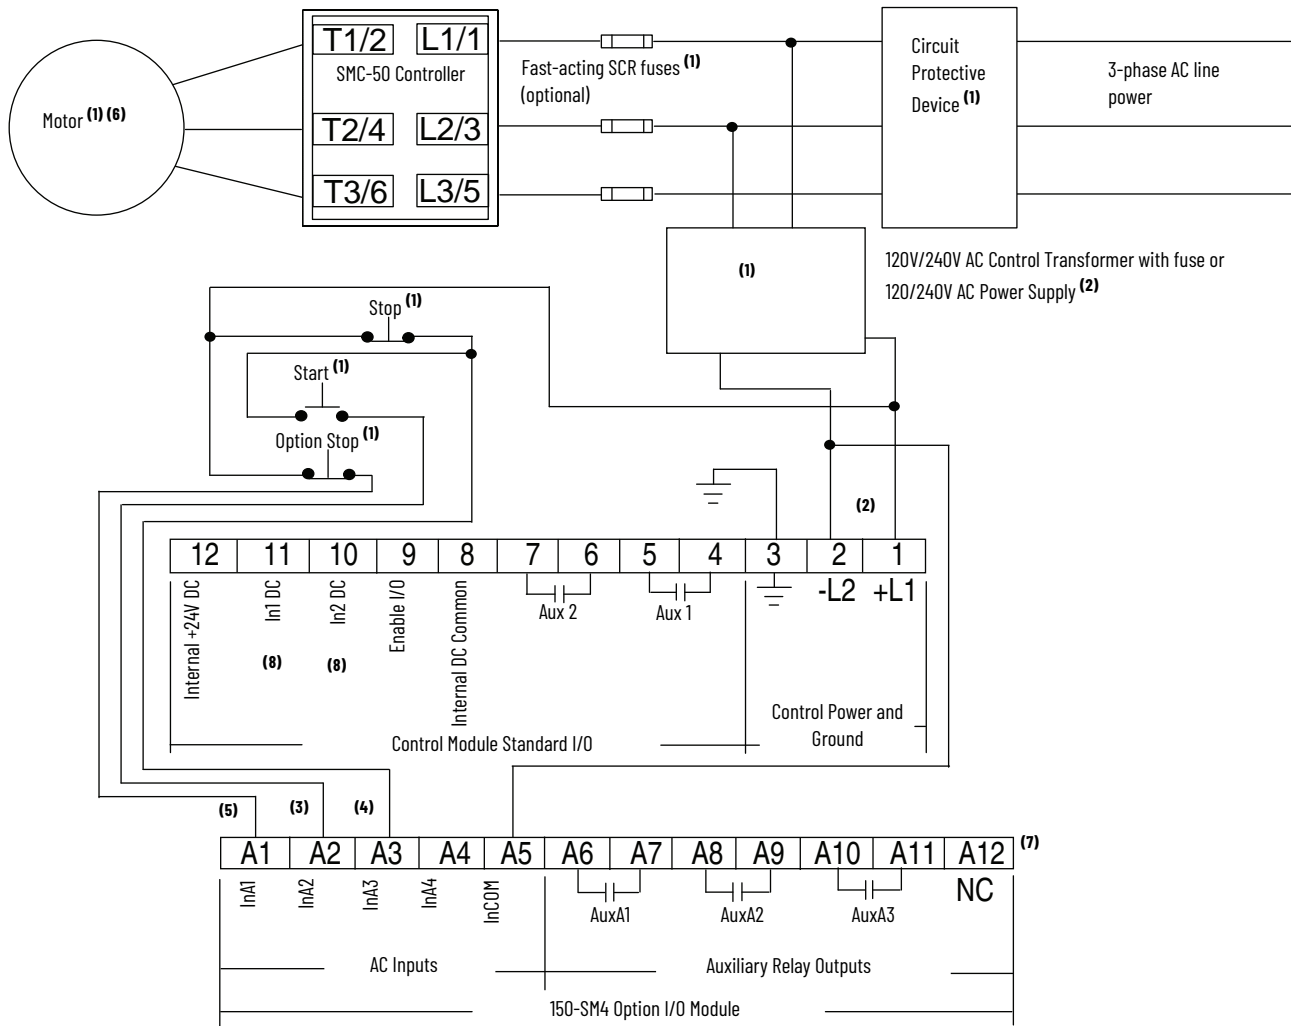 T1/2 L1/1
SMC-50 Controller
T2/4 L2/3
T3/6 L3/5
Motor (1) (6)
Fast-acting SCR fuses (1)
(optional)
Circuit
Protective
Device (1)
3-phase AC line
power
(1)
120V/240V AC Control Transformer with fuse or
120/240V AC Power Supply (2)
Stop (1)
Start (1)
Option Stop (1)
(2)
12 11 10 9 8 7 6 5 4 3 2 1
-L2 +L1
Internal +24V DC
In1 DC
(8)
In2 DC
(8)
Enable I/O
Internal DC Common
Aux 2
Aux 1
Control Module Standard I/O
Control Power and
Ground
(5) (3) (4)
A1 A2 A3 A4 A5 A6 A7 A8 A9 A10 A11 A12 (7)
InA1
InA2
InA3
InA4
InCOM
AuxA1
AuxA2
AuxA3
NC
AC Inputs
Auxiliary Relay Outputs
150-SM4 Option I/O Module